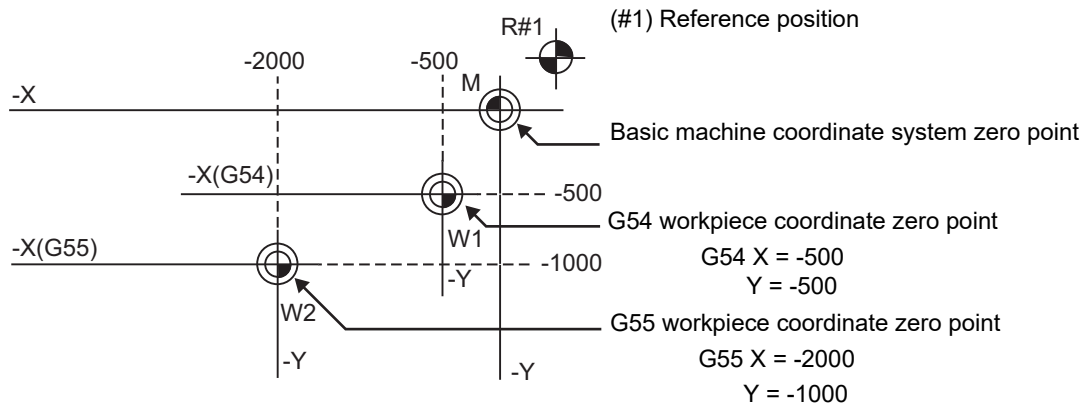 (#1) Reference position
R#1
-2000
-500
M
-X
Basic machine coordinate system zero point
-X(G54)
-500
G54 workpiece coordinate zero point
W1
-X(G55)
-1000
G54 X = -500
-Y
Y = -500
W2
G55 workpiece coordinate zero point
-Y
-Y
G55 X = -2000
Y = -1000